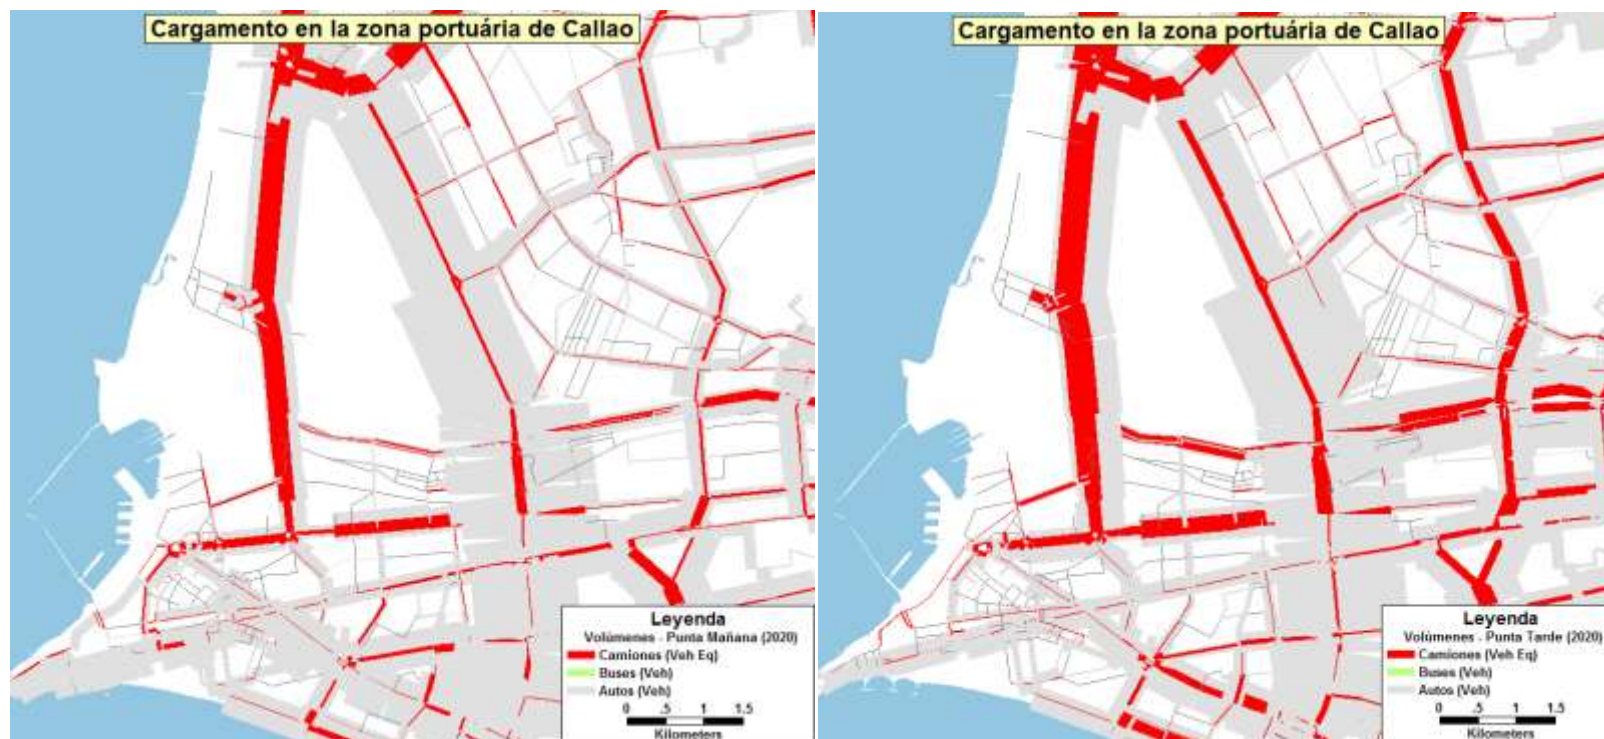 Cargamento en la zona portuária de Callao
Leyenda
Volúmenes - Punta Mañana (2020)
Camiones (Veh Eq)
Buses (Veh)
Autos (Veh)
0 .5 1 1.5
Kilometers
Cargamento en la zona portuária de Callao
Leyenda
Volúmenes - Punta Tarde (2020)
Camiones (Veh Eq)
Buses (Veh)
Autos (Veh)
0 .5 1 1.5
Kilometers